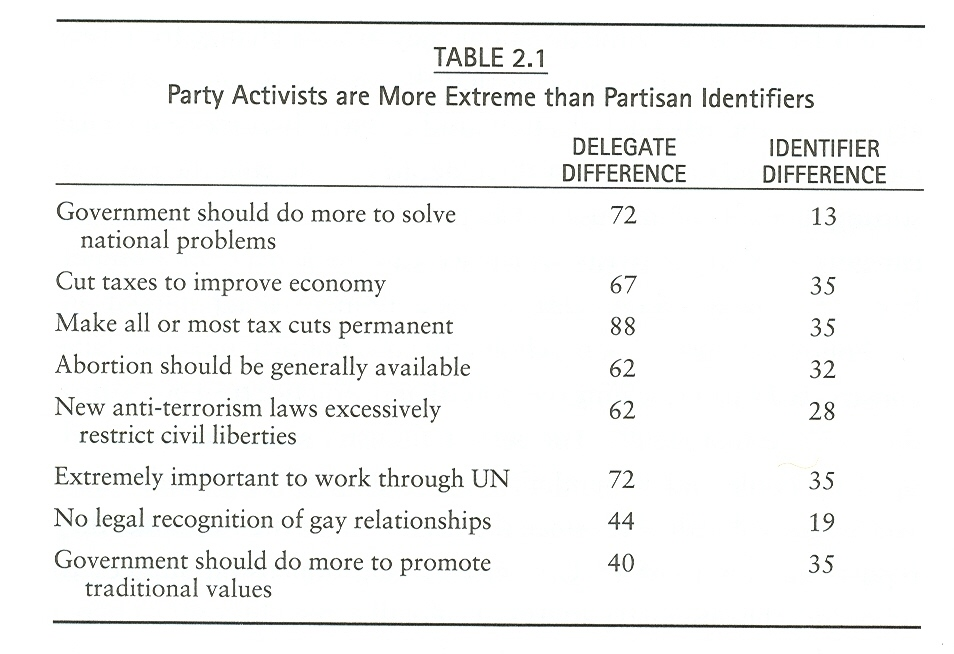 TABLE 2.1
Party Activists are More Extreme than Partisan Identifiers
DELEGATE IDENTIFIER
DIFFERENCE DIFFERENCE
Government should do more to solve 72 13
national problems
Cut taxes to improve economy 67 35
Make all or most tax cuts permanent 88 35
Abortion should be generally available 62 32
New anti-terrorism laws excessively 62 28
restrict civil liberties
Extremely important to work through UN 72 35
No legal recognition of gay relationships 44 19
Government should do more to promote 40 35
traditional values